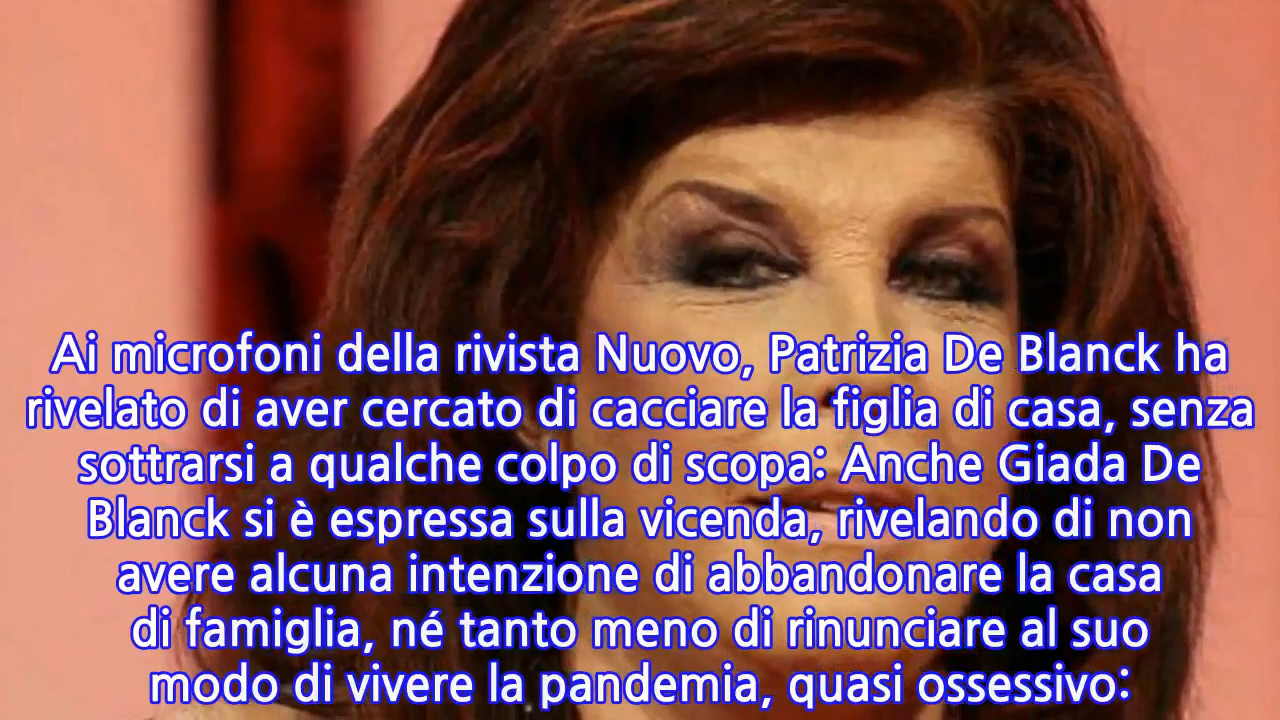 Ai microfoni della rivista Nuovo, Patrizia De Blanck ha
rivelato di aver cercato di cacciare la figlia di casa, senza
sottrarsi a qualche colpo di scopa: Anche Giada De
Blanck si è espressa sulla vicenda, rivelando di non
avere alcuna intenzione di abbandonare la casa
di famiglia, né tanto meno di rinunciare al suo
modo di vivere la pandemia, quasi ossessivo: